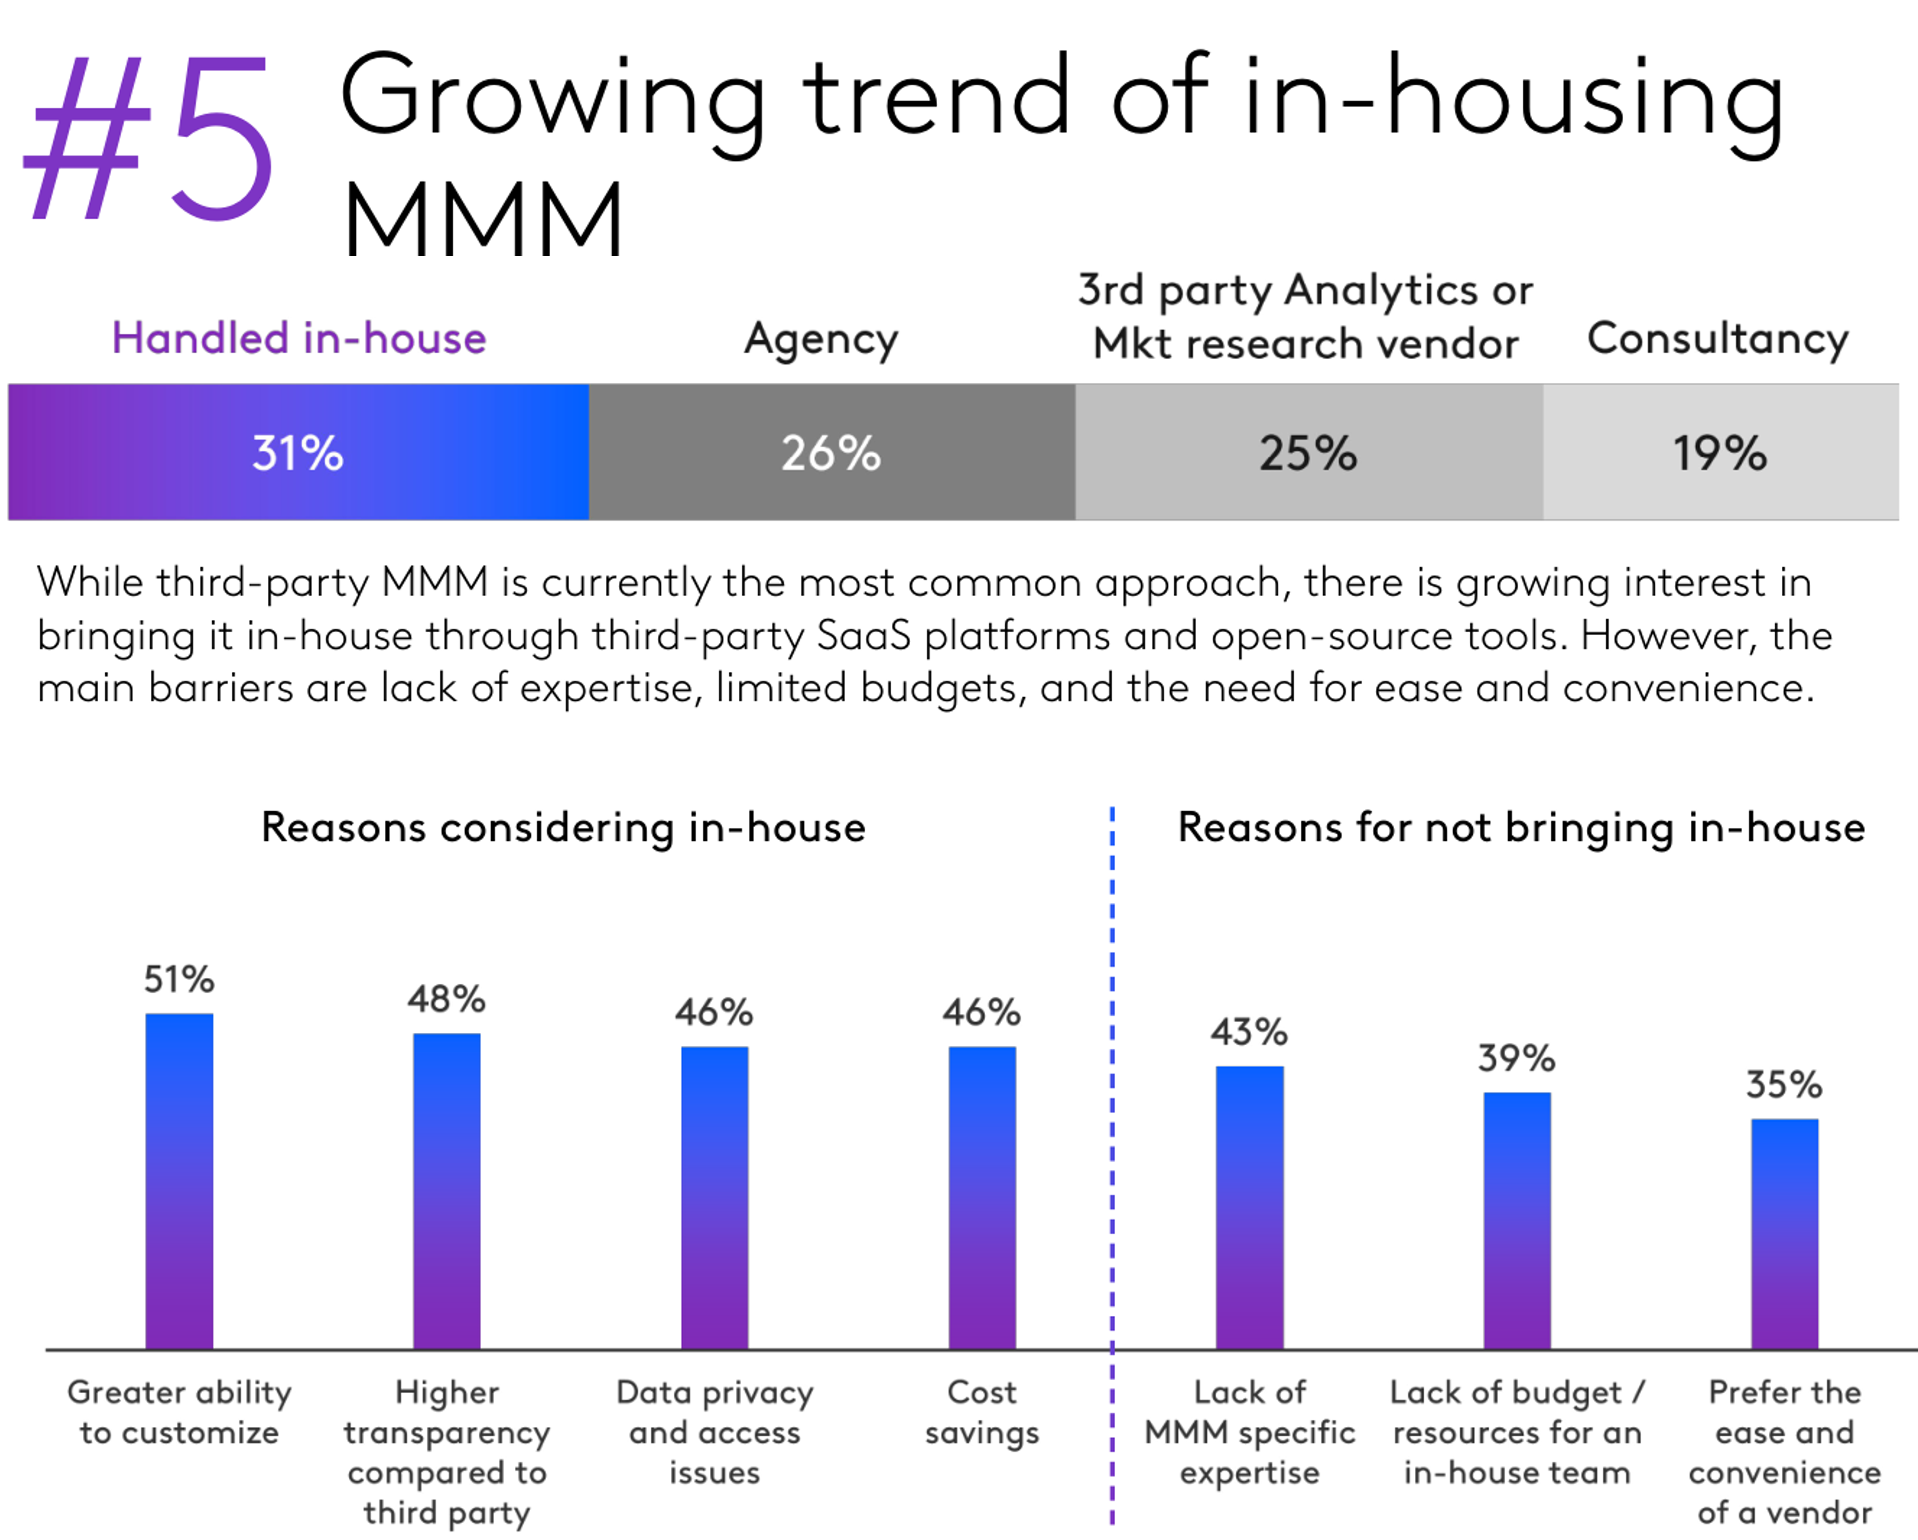 #5 Growing trend of in-housing
MMM
Handled in-house
Agency
3rd party Analytics or
Mkt research vendor
Consultancy
31%
26%
25%
19%
While third-party MMM is currently the most common approach, there is growing interest in
bringing it in-house through third-party SaaS platforms and open-source tools. However, the
main barriers are lack of expertise, limited budgets, and the need for ease and convenience.
Reasons considering in-house
51%
48%
46%
46%
Greater ability
to customize
Higher
transparency
compared to
third party
Data privacy
and access
issues
Cost
savings
Reasons for not bringing in-house
43%
39%
35%
Lack of
MMM specific
expertise
Lack of budget /
resources for an
in-house team
Prefer the
ease and
convenience
of a vendor